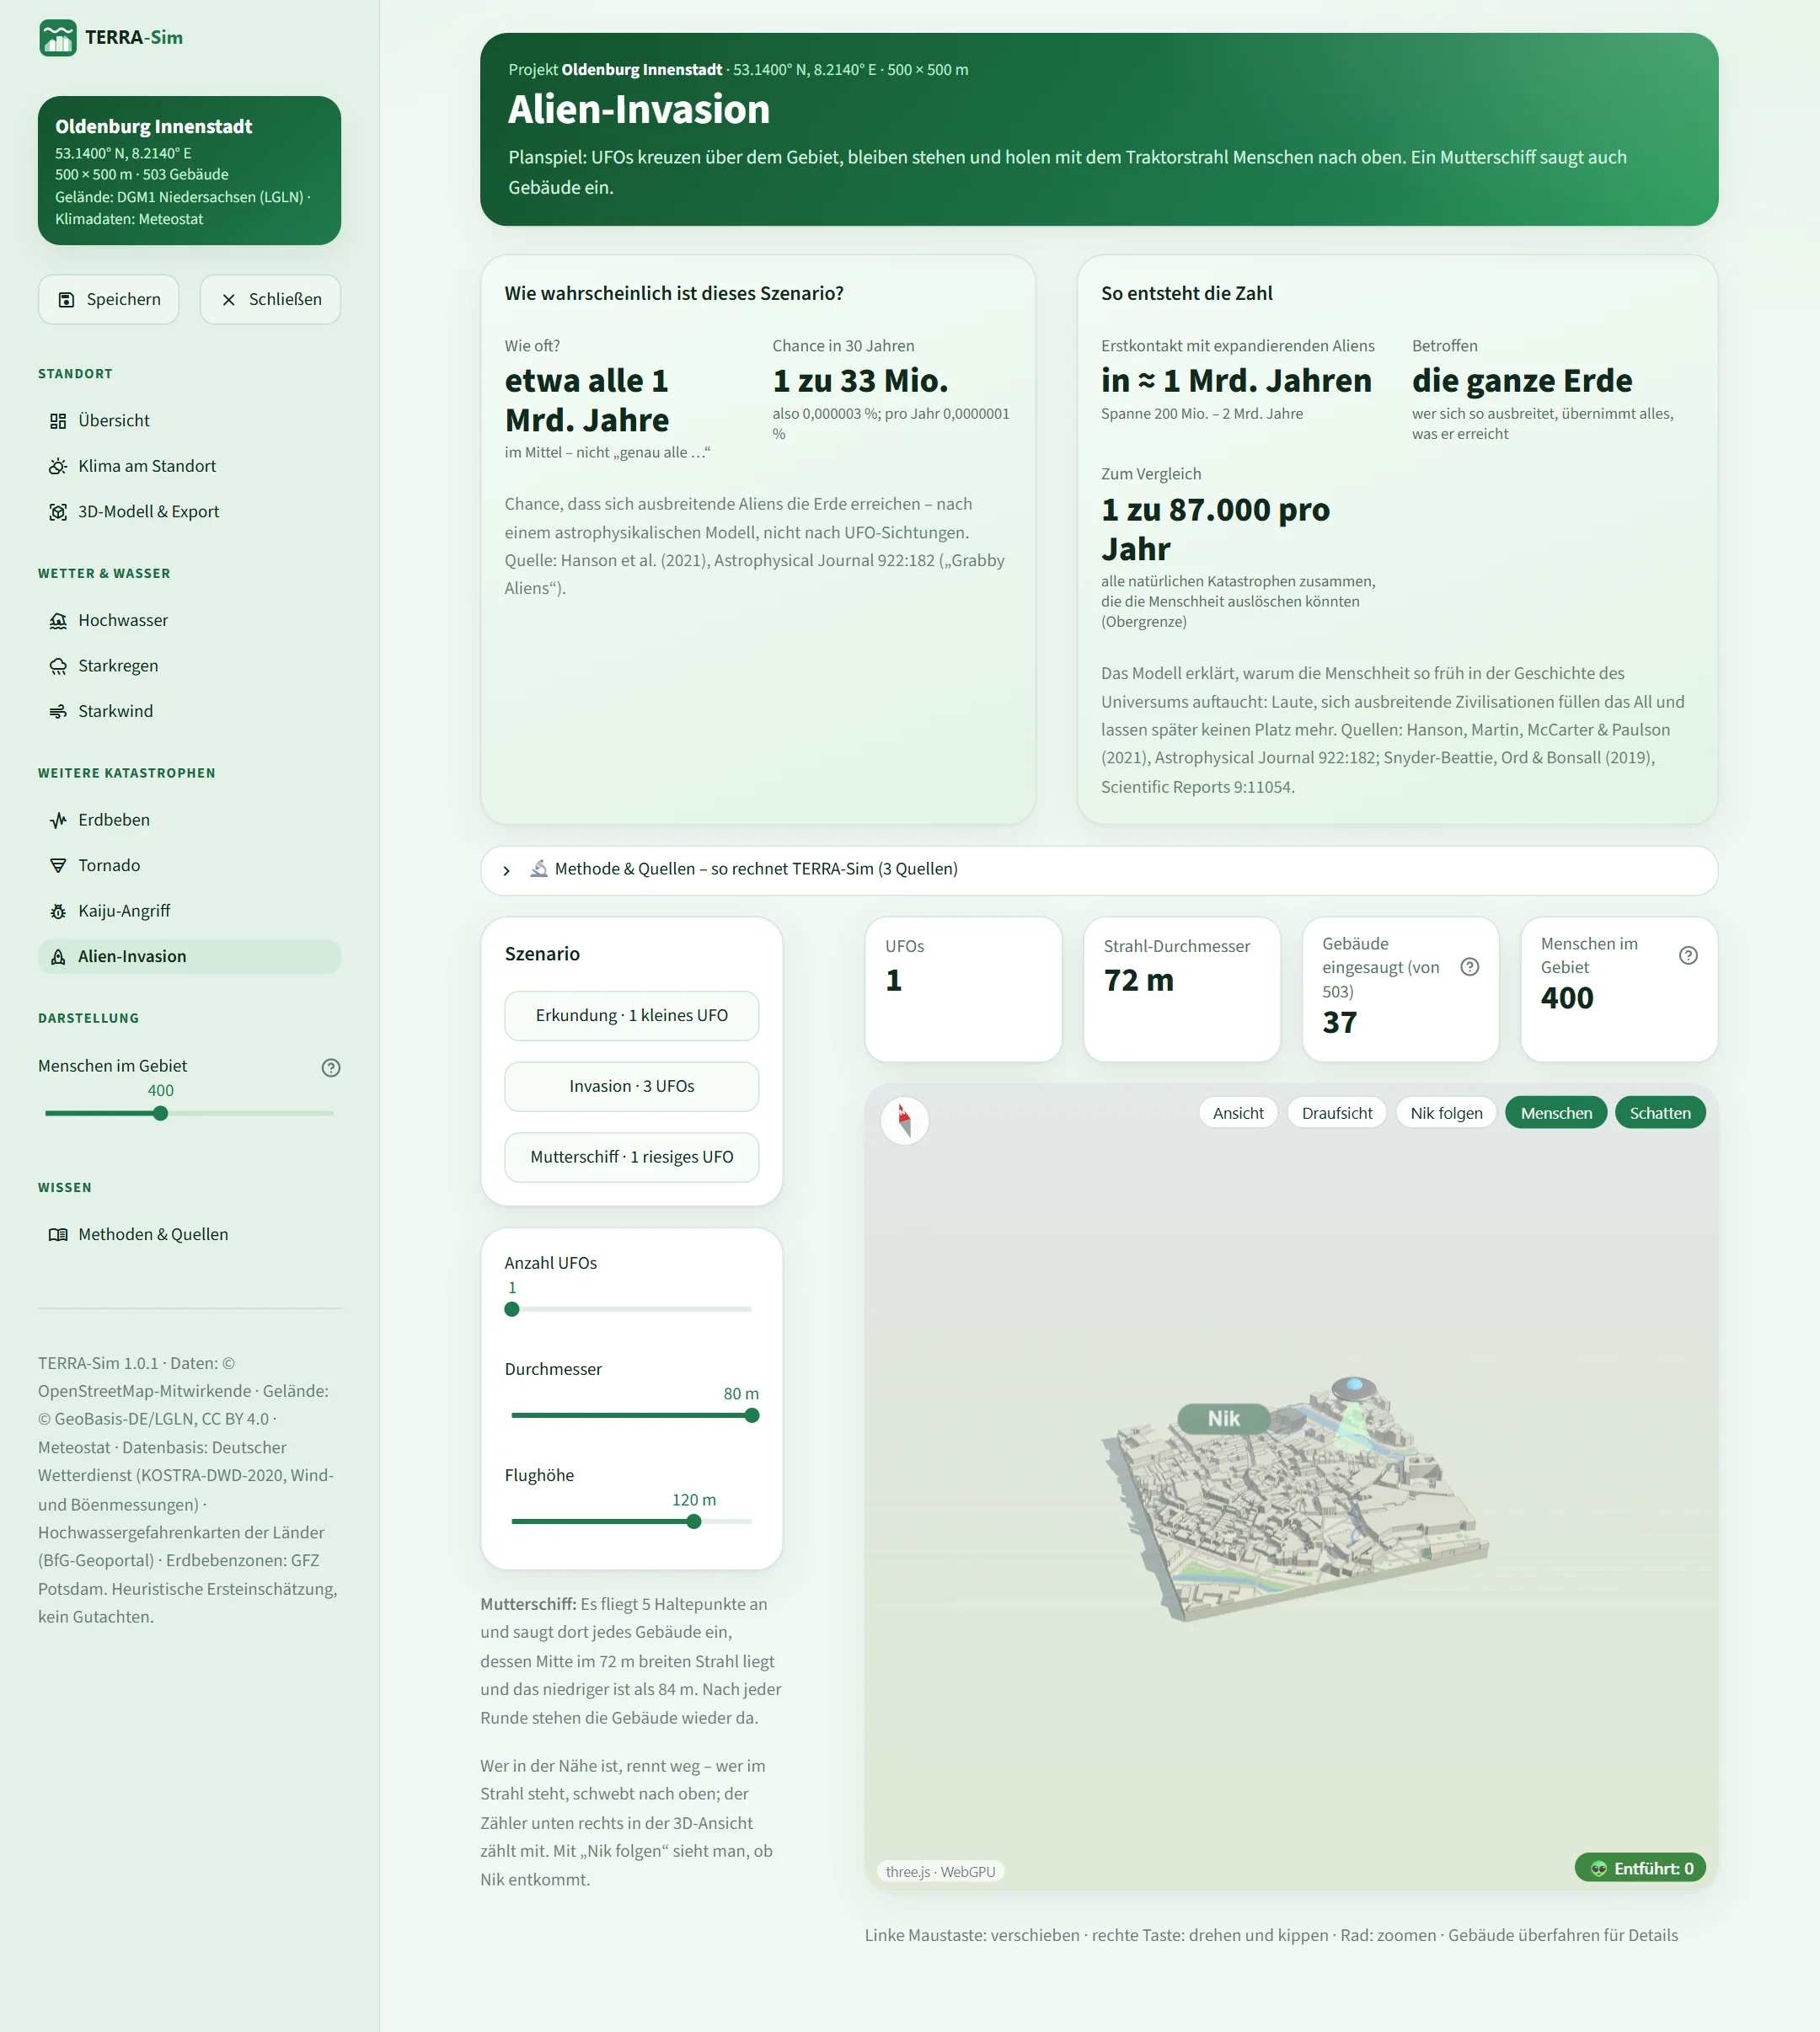 TERRA-Sim
Oldenburg Innenstadt
53.1400° N, 8.2140° E
500 × 500 m · 503 Gebäude
Gelände: DGM1 Niedersachsen (LGLN) ·
Klimadaten: Meteostat
Speichern
Schließen
STANDORT
Übersicht
Klima am Standort
3D-Modell & Export
WETTER & WASSER
Hochwasser
Starkregen
Starkwind
WEITERE KATASTROPHEN
Erdbeben
Tornado
Kaiju-Angriff
Alien-Invasion
DARSTELLUNG
Menschen im Gebiet
400
WISSEN
Methoden & Quellen
TERRA-Sim 1.0.1 · Daten: ©
OpenStreetMap-Mitwirkende · Gelände:
© GeoBasis-DE/LGLN, CC BY 4.0 ·
Meteostat · Datenbasis: Deutscher
Wetterdienst (KOSTRA-DWD-2020, Wind-
und Böenmessungen) ·
Hochwassergefahrenkarten der Länder
(BfG-Geoportal) · Erdbebenzonen: GFZ
Potsdam. Heuristische Ersteinschätzung,
kein Gutachten.
Projekt Oldenburg Innenstadt · 53.1400° N, 8.2140° E · 500 × 500 m
Alien-Invasion
Planspiel: UFOs kreuzen über dem Gebiet, bleiben stehen und holen mit dem Traktorstrahl Menschen nach oben. Ein Mutterschiff saugt auch
Gebäude ein.
Wie wahrscheinlich ist dieses Szenario?
Wie oft?
etwa alle 1
Mrd. Jahre
im Mittel – nicht „genau alle …“
Chance in 30 Jahren
1 zu 33 Mio.
also 0,000003 %; pro Jahr 0,0000001
%
Chance, dass sich ausbreitende Aliens die Erde erreichen – nach
einem astrophysikalischen Modell, nicht nach UFO-Sichtungen.
Quelle: Hanson et al. (2021), Astrophysical Journal 922:182 („Grabby
Aliens“).
So entsteht die Zahl
Erstkontakt mit expandierenden Aliens
in ≈ 1 Mrd. Jahren
Spanne 200 Mio. – 2 Mrd. Jahre
Betroffen
die ganze Erde
wer sich so ausbreitet, übernimmt alles,
was er erreicht
Zum Vergleich
1 zu 87.000 pro
Jahr
alle natürlichen Katastrophen zusammen,
die die Menschheit auslöschen könnten
(Obergrenze)
Das Modell erklärt, warum die Menschheit so früh in der Geschichte des
Universums auftaucht: Laute, sich ausbreitende Zivilisationen füllen das All und
lassen später keinen Platz mehr. Quellen: Hanson, Martin, McCarter & Paulson
(2021), Astrophysical Journal 922:182; Snyder-Beattie, Ord & Bonsall (2019),
Scientific Reports 9:11054.
Methode & Quellen – so rechnet TERRA-Sim (3 Quellen)
Szenario
Erkundung · 1 kleines UFO
Invasion · 3 UFOs
Mutterschiff · 1 riesiges UFO
Anzahl UFOs
1
Durchmesser
80 m
Flughöhe
120 m
Mutterschiff: Es fliegt 5 Haltepunkte an
und saugt dort jedes Gebäude ein,
dessen Mitte im 72 m breiten Strahl liegt
und das niedriger ist als 84 m. Nach jeder
Runde stehen die Gebäude wieder da.
Wer in der Nähe ist, rennt weg – wer im
Strahl steht, schwebt nach oben; der
Zähler unten rechts in der 3D-Ansicht
zählt mit. Mit „Nik folgen“ sieht man, ob
Nik entkommt.
UFOs
1
Strahl-Durchmesser
72 m
Gebäude
eingesaugt (von
503)
37
Menschen im
Gebiet
400
N
Ansicht
Draufsicht
Nik folgen
Menschen
Schatten
Nik
three.js · WebGPU
Entführt: 0
Linke Maustaste: verschieben · rechte Taste: drehen und kippen · Rad: zoomen · Gebäude überfahren für Details